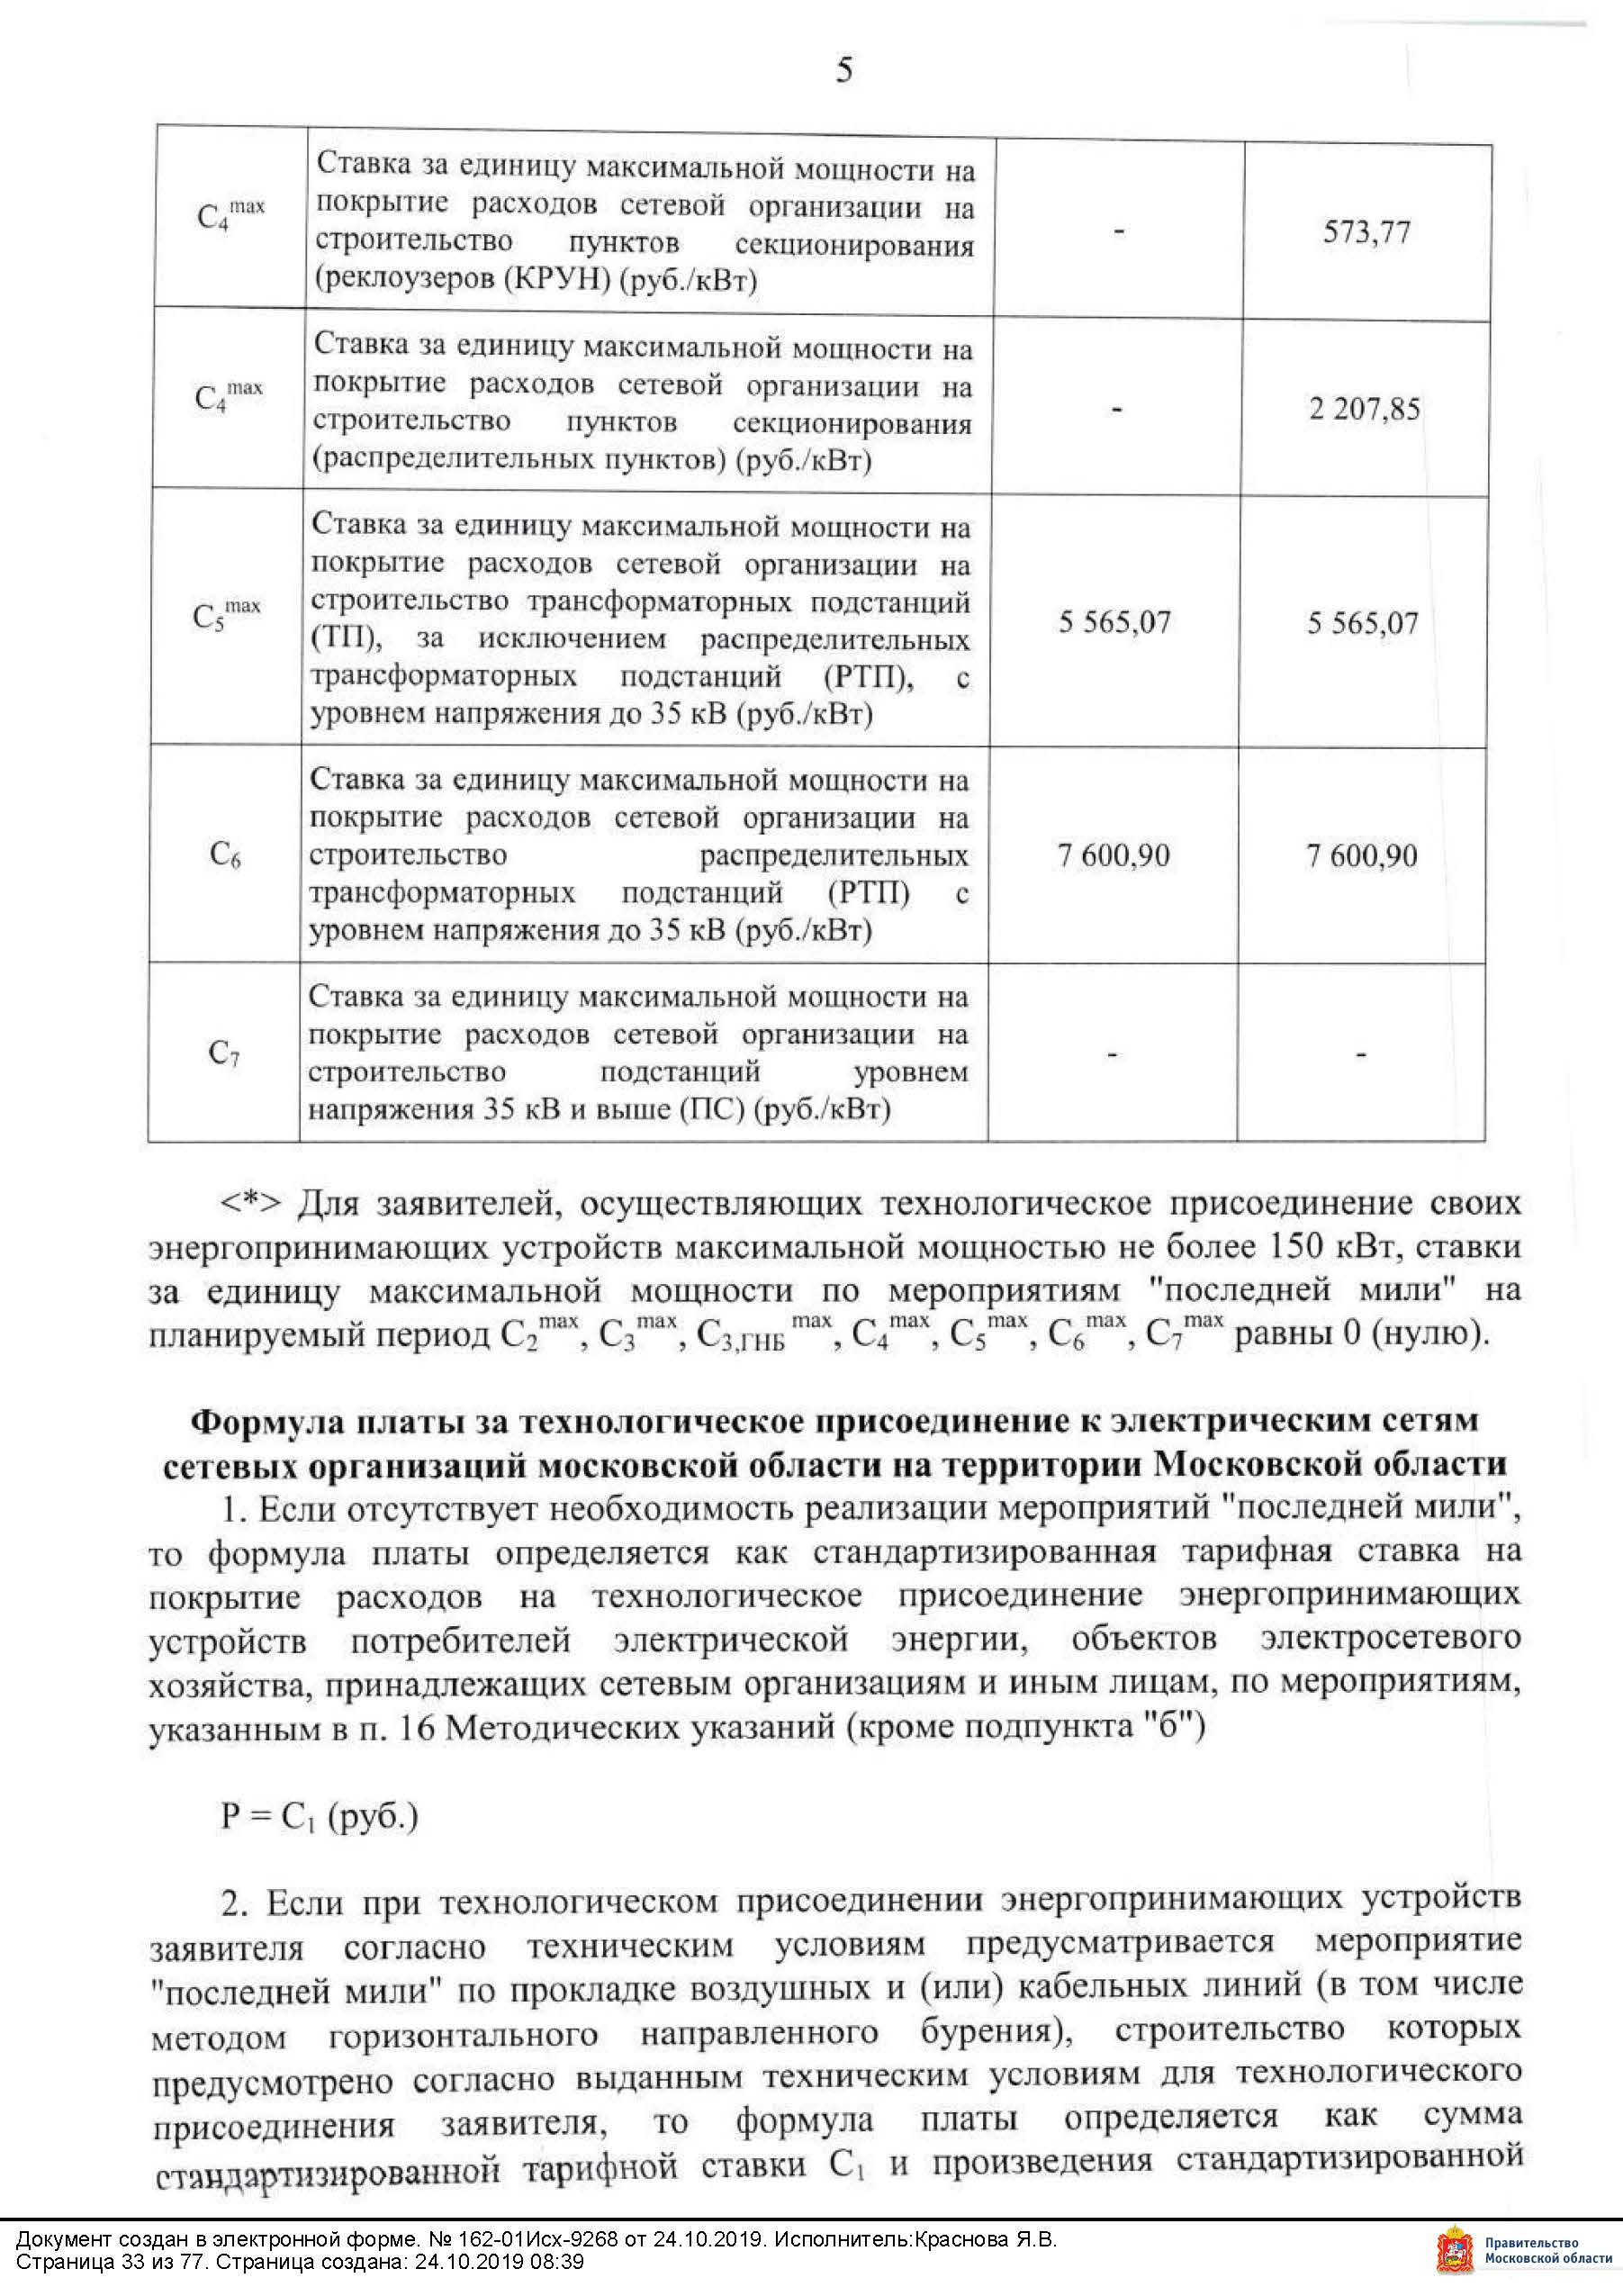 5
C₄ᵐᵃˣ
Ставка за единицу максимальной мощности на
покрытие расходов сетевой организации на
строительство пунктов секционирования
(реклоузеров (КРУН) (руб./кВт)
-
573,77
C₄ᵐᵃˣ
Ставка за единицу максимальной мощности на
покрытие расходов сетевой организации на
строительство пунктов секционирования
(распределительных пунктов) (руб./кВт)
-
2 207,85
C₅ᵐᵃˣ
Ставка за единицу максимальной мощности на
покрытие расходов сетевой организации на
строительство трансформаторных подстанций
(ТП), за исключением распределительных
трансформаторных подстанций (РТП), с
уровнем напряжения до 35 кВ (руб./кВт)
5 565,07
5 565,07
C₆
Ставка за единицу максимальной мощности на
покрытие расходов сетевой организации на
строительство распределительных
трансформаторных подстанций (РТП) с
уровнем напряжения до 35 кВ (руб./кВт)
7 600,90
7 600,90
C₇
Ставка за единицу максимальной мощности на
покрытие расходов сетевой организации на
строительство подстанций уровнем
напряжения 35 кВ и выше (ПС) (руб./кВт)
-
-
<*> Для заявителей, осуществляющих технологическое присоединение своих
энергопринимающих устройств максимальной мощностью не более 150 кВт, ставки
за единицу максимальной мощности по мероприятиям "последней мили" на
планируемый период C₂ᵐᵃˣ, C₃ᵐᵃˣ, C₃,ГНБᵐᵃˣ, C₄ᵐᵃˣ, C₅ᵐᵃˣ, C₆ᵐᵃˣ, C₇ᵐᵃˣ равны 0 (нулю).
Формула платы за технологическое присоединение к электрическим сетям
сетевых организаций московской области на территории Московской области
1. Если отсутствует необходимость реализации мероприятий "последней мили",
то формула платы определяется как стандартизированная тарифная ставка на
покрытие расходов на технологическое присоединение энергопринимающих
устройств потребителей электрической энергии, объектов электросетевого
хозяйства, принадлежащих сетевым организациям и иным лицам, по мероприятиям,
указанным в п. 16 Методических указаний (кроме подпункта "б")
P = C₁ (руб.)
2. Если при технологическом присоединении энергопринимающих устройств
заявителя согласно техническим условиям предусматривается мероприятие
"последней мили" по прокладке воздушных и (или) кабельных линий (в том числе
методом горизонтального направленного бурения), строительство которых
предусмотрено согласно выданным техническим условиям для технологического
присоединения заявителя, то формула платы определяется как сумма
стандартизированной тарифной ставки C₁ и произведения стандартизированной
Документ создан в электронной форме. № 162-01Исх-9268 от 24.10.2019. Исполнитель:Краснова Я.В.
Страница 33 из 77. Страница создана: 24.10.2019 08:39
Правительство
Московской области